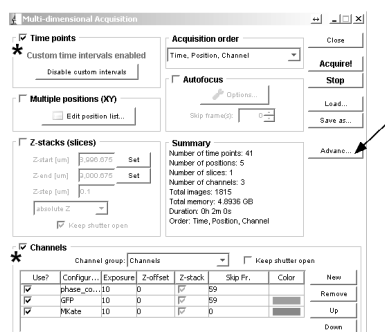 Multi-dimensional Acquisition
Time points
* Custom time intervals enabled
Disable custom intervals
Multiple positions (XY)
Edit position list...
Z-stacks (slices)
Z-start [um] 3,996.675 Set
Z-end [um] 3,000.675 Set
Z-step [um] 0.1
absolute Z
Keep shutter open
Acquisition order
Time, Position, Channel
Autofocus
Options...
Skip frame(s): 0
Summary
Number of time points: 41
Number of positions: 5
Number of slices: 1
Number of channels: 3
Total images: 1815
Total memory: 4.8936 GB
Duration: 0h 2m 0s
Order: Time, Position, Channel
Close
Acquire!
Stop
Load...
Save as...
Advanc...
* Channels
Channel group: Channels
Keep shutter open
Use? Configur... Exposure Z-offset Z-stack Skip Fr. Color
phase_co... 10 0 59
GFP 10 0 59
MKate 10 0 0
New
Remove
Up
Down